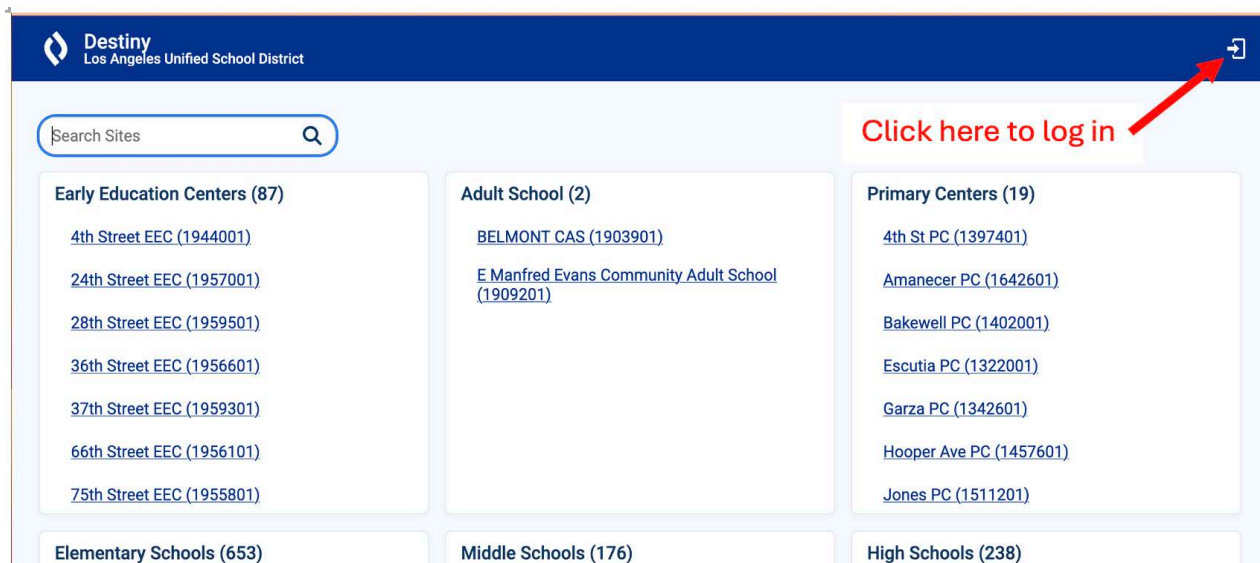 Destiny
Los Angeles Unified School District
Search Sites
Click here to log in
Early Education Centers (87)
4th Street EEC (1944001)
24th Street EEC (1957001)
28th Street EEC (1959501)
36th Street EEC (1956601)
37th Street EEC (1959301)
66th Street EEC (1956101)
75th Street EEC (1955801)
Adult School (2)
BELMONT CAS (1903901)
E Manfred Evans Community Adult School
(1909201)
Primary Centers (19)
4th St PC (1397401)
Amanecer PC (1642601)
Bakewell PC (1402001)
Escutia PC (1322001)
Garza PC (1342601)
Hooper Ave PC (1457601)
Jones PC (1511201)
Elementary Schools (653)
Middle Schools (176)
High Schools (238)